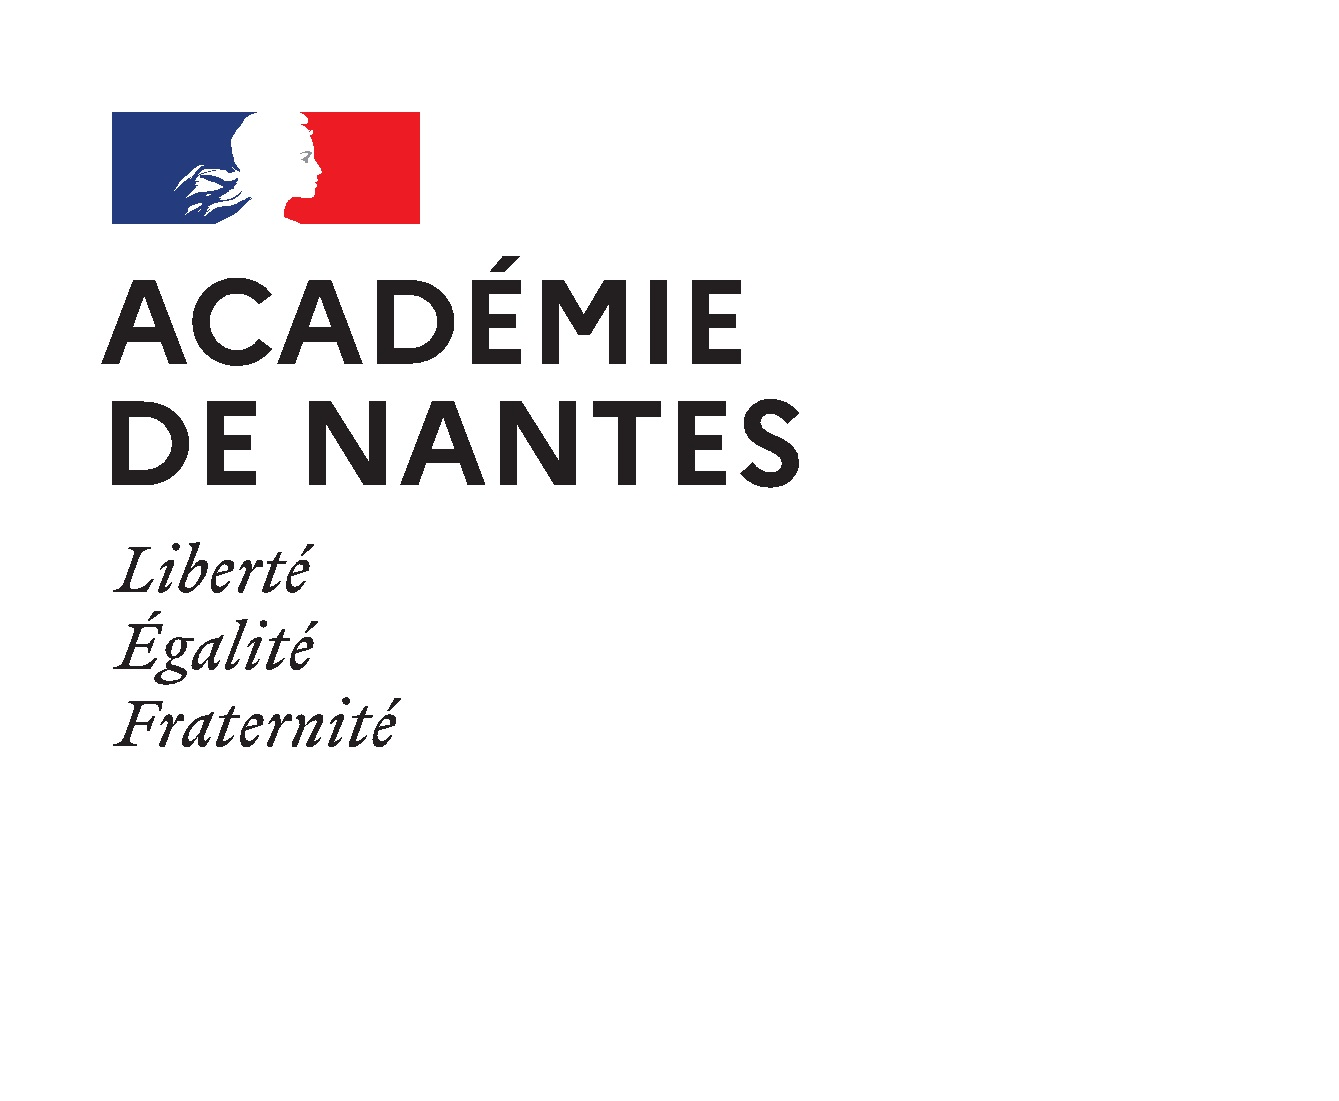 ACADÉMIE
DE NANTES
Liberté
Égalité
Fraternité